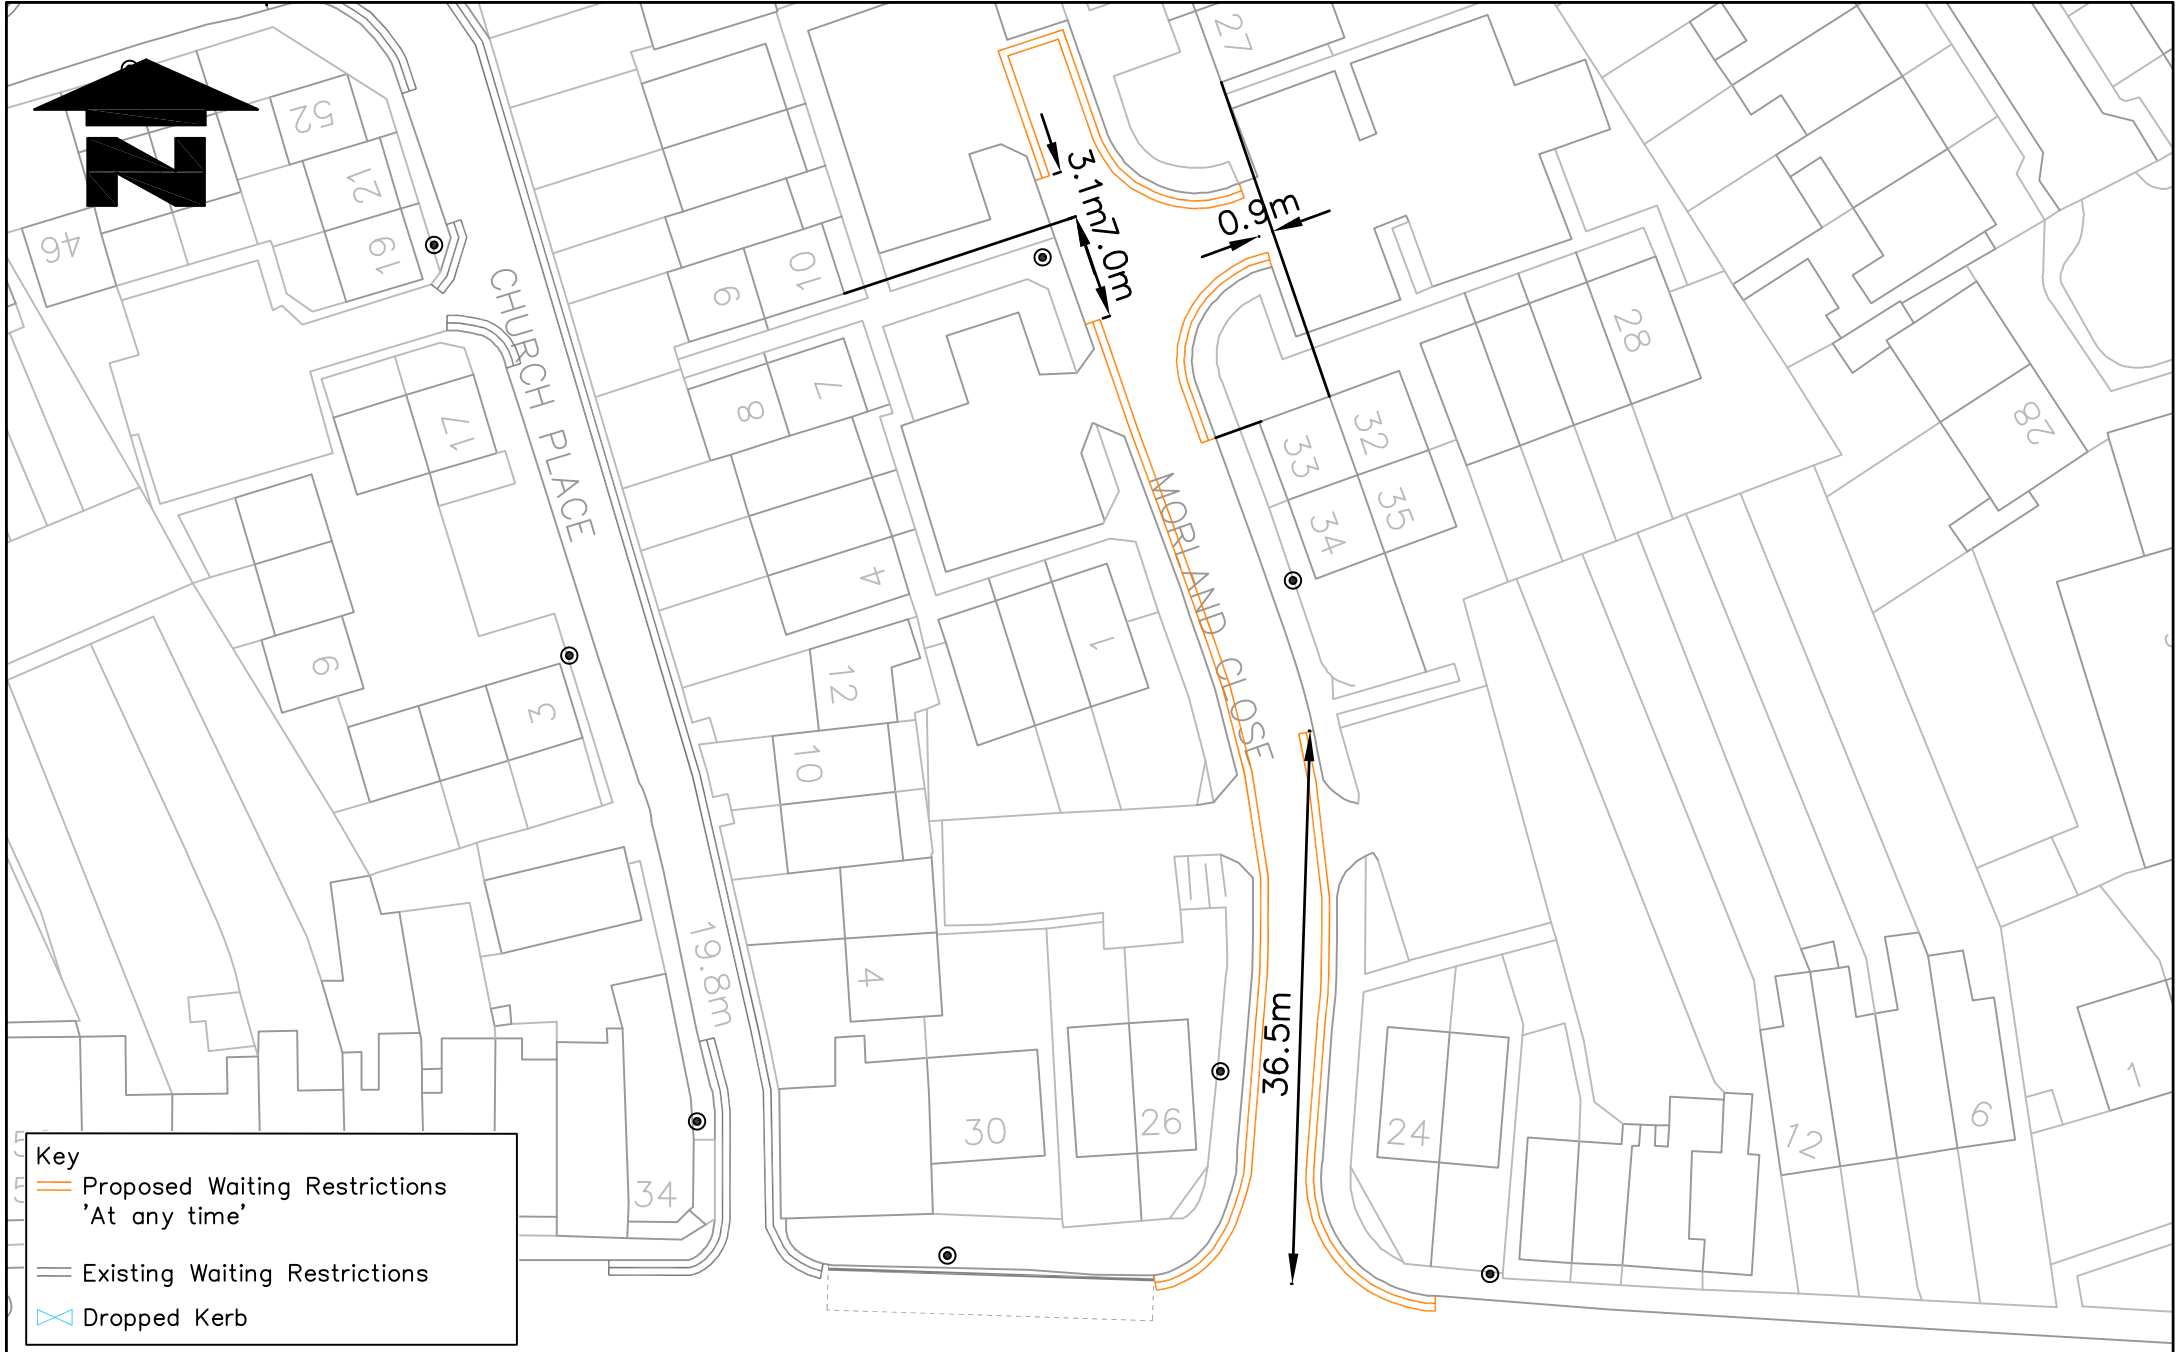 27
52
21
19
46
N
3.1m
7.0m
0.9m
CHURCH PLACE
9
10
28
28
17
8
7
33
32
34
35
MORLAND CLOSE
4
1
9
3
12
10
19.8m
4
36.5m
30
26
24
12
6
1
34
Key
Proposed Waiting Restrictions
'At any time'
Existing Waiting Restrictions
Dropped Kerb